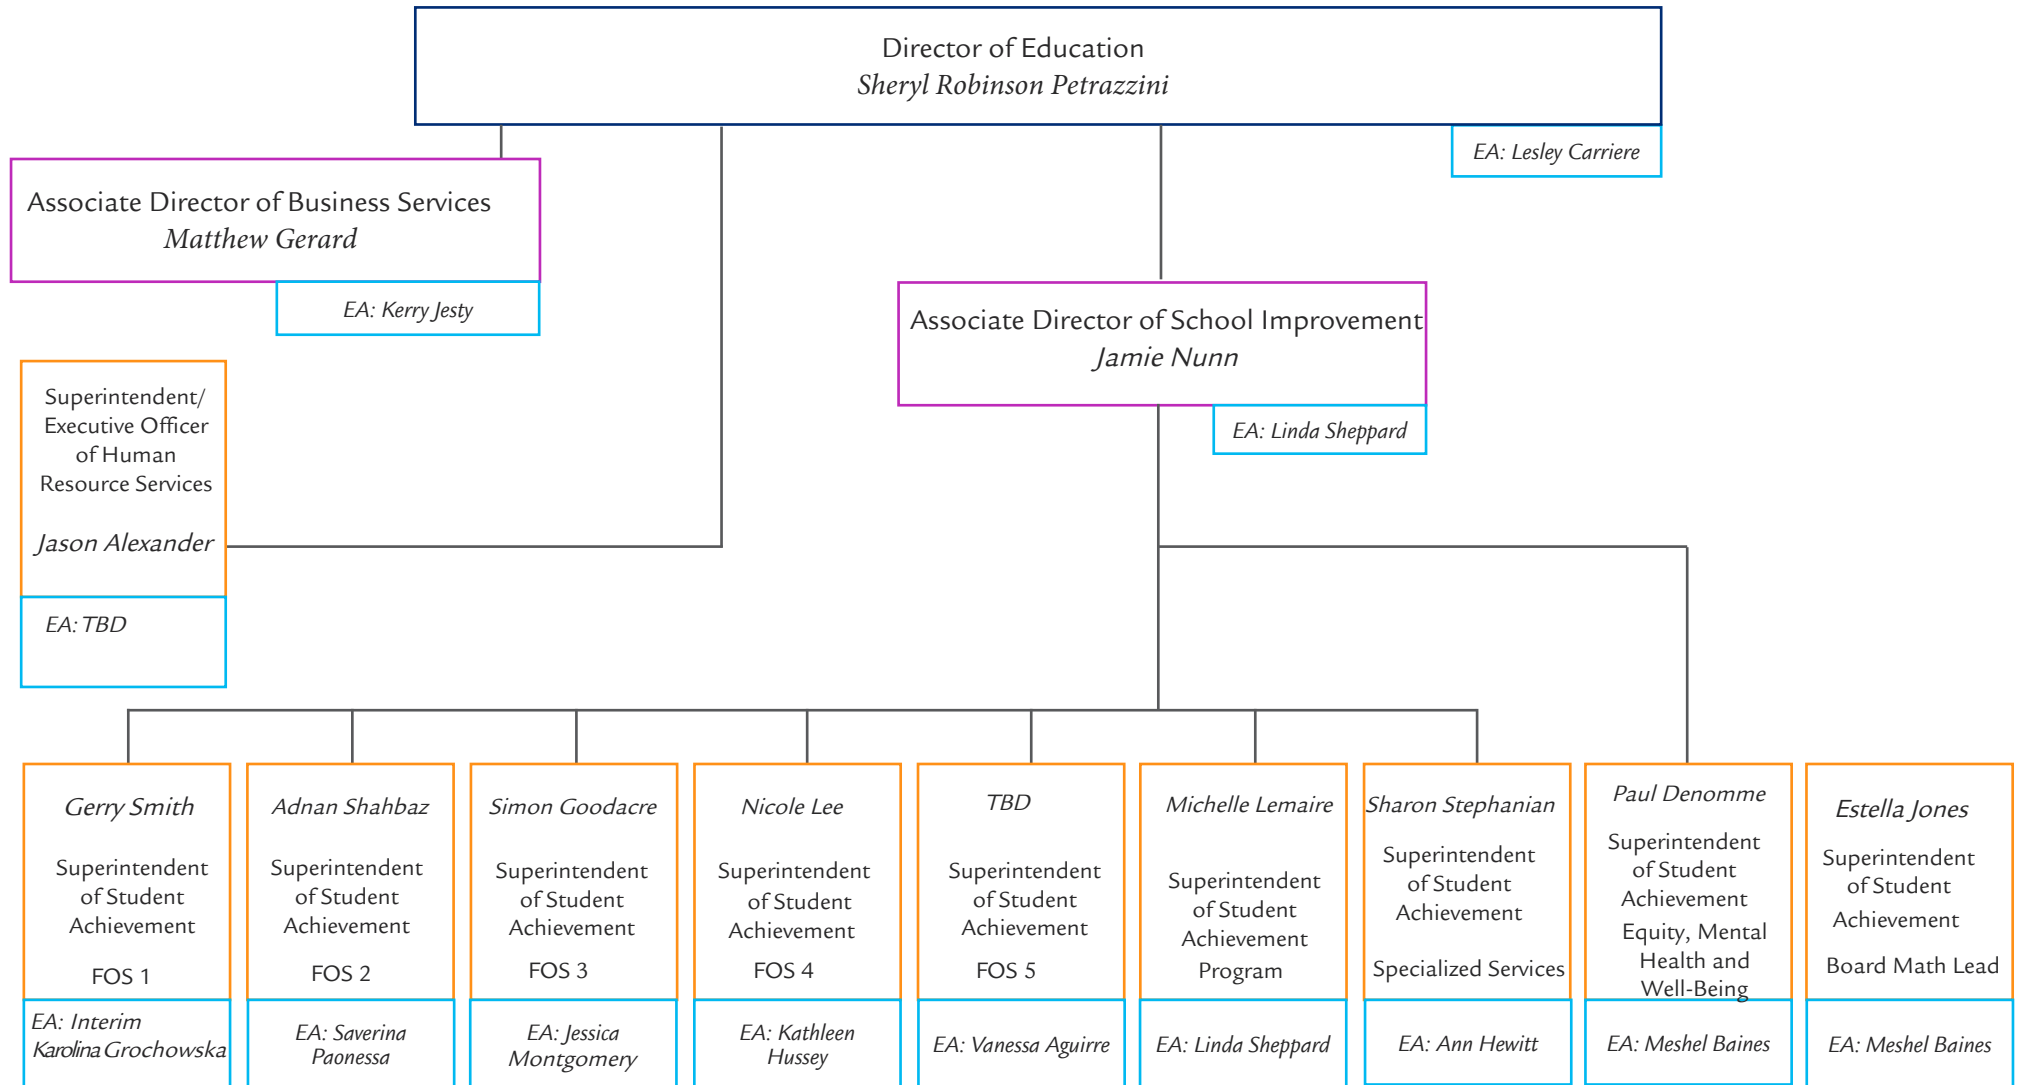 Director of Education
Sheryl Robinson Petrazzini
EA: Lesley Carriere
Associate Director of Business Services
Matthew Gerard
EA: Kerry Jesty
Associate Director of School Improvement
Jamie Nunn
EA: Linda Sheppard
Superintendent/
Executive Officer
of Human
Resource Services
Jason Alexander
EA: TBD
Gerry Smith
Superintendent
of Student
Achievement
FOS 1
EA: Interim
Karolina Grochowska
Adnan Shahbaz
Superintendent
of Student
Achievement
FOS 2
EA: Saverina
Paonessa
Simon Goodacre
Superintendent
of Student
Achievement
FOS 3
EA: Jessica
Montgomery
Nicole Lee
Superintendent
of Student
Achievement
FOS 4
EA: Kathleen
Hussey
TBD
Superintendent
of Student
Achievement
FOS 5
EA: Vanessa Aguirre
Michelle Lemaire
Superintendent
of Student
Achievement
Program
EA: Linda Sheppard
Sharon Stephanian
Superintendent
of Student
Achievement
Specialized Services
EA: Ann Hewitt
Paul Denomme
Superintendent
of Student
Achievement
Equity, Mental
Health and
Well-Being
EA: Meshel Baines
Estella Jones
Superintendent
of Student
Achievement
Board Math Lead
EA: Meshel Baines